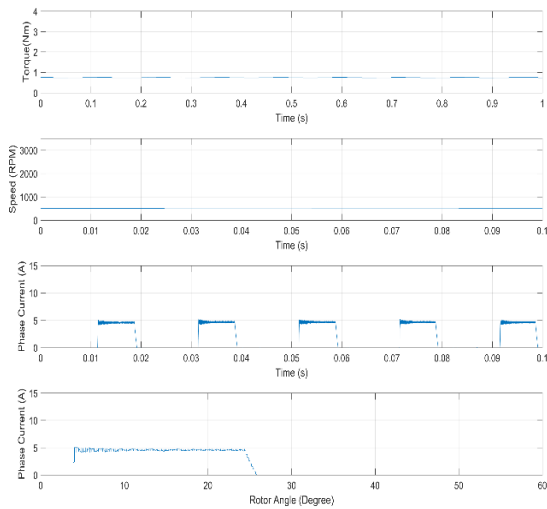 Torque(Nm)
4
3
2
1
0
0 0.1 0.2 0.3 0.4 0.5 0.6 0.7 0.8 0.9 1
Time (s)
Speed (RPM)
3000
2000
1000
0
0 0.01 0.02 0.03 0.04 0.05 0.06 0.07 0.08 0.09 0.1
Time (s)
Phase Current (A)
15
10
5
0
0 0.01 0.02 0.03 0.04 0.05 0.06 0.07 0.08 0.09 0.1
Time (s)
Phase Current (A)
15
10
5
0
0 10 20 30 40 50 60
Rotor Angle (Degree)